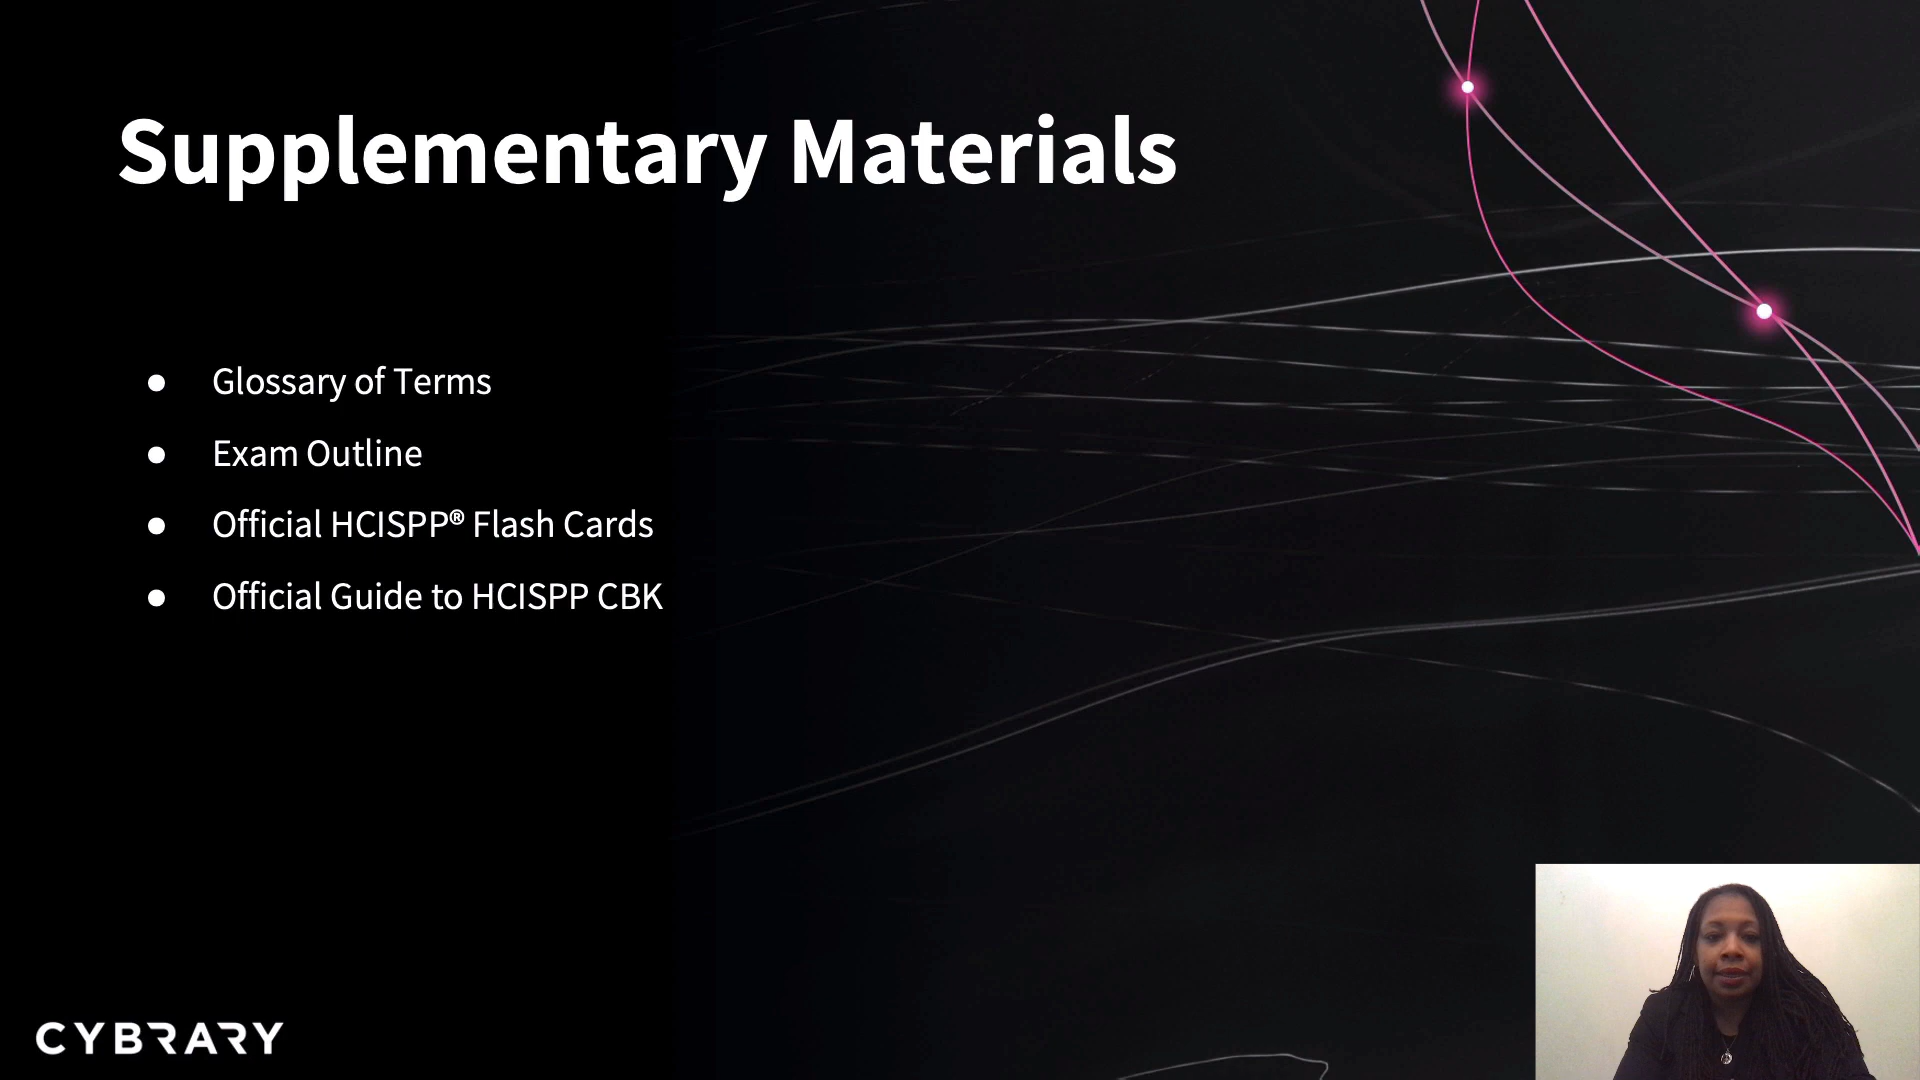 Supplementary Materials
● Glossary of Terms
● Exam Outline
● Official HCISPP® Flash Cards
● Official Guide to HCISPP CBK
CYBRARY